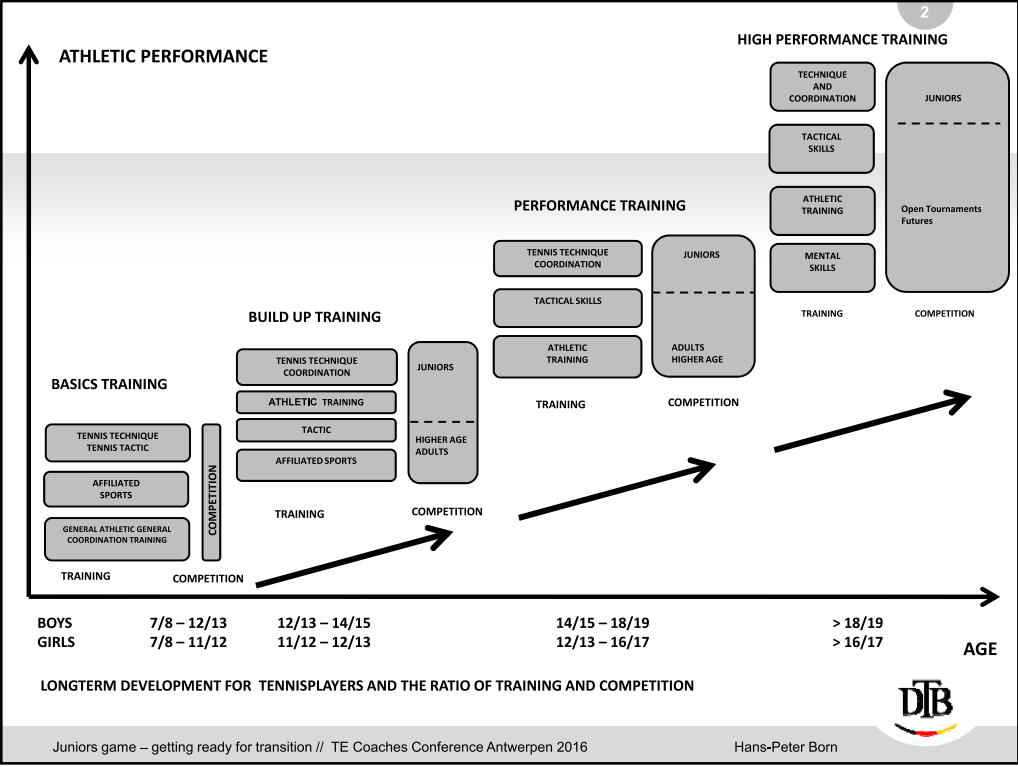 2
ATHLETIC PERFORMANCE
HIGH PERFORMANCE TRAINING
TECHNIQUE
AND
COORDINATION
TACTICAL
SKILLS
ATHLETIC
TRAINING
MENTAL
SKILLS
TRAINING
JUNIORS
Open Tournaments
Futures
COMPETITION
PERFORMANCE TRAINING
TENNIS TECHNIQUE
COORDINATION
TACTICAL SKILLS
ATHLETIC
TRAINING
TRAINING
JUNIORS
ADULTS
HIGHER AGE
COMPETITION
BUILD UP TRAINING
TENNIS TECHNIQUE
COORDINATION
ATHLETIC TRAINING
TACTIC
AFFILIATED SPORTS
TRAINING
JUNIORS
HIGHER AGE
ADULTS
COMPETITION
BASICS TRAINING
TENNIS TECHNIQUE
TENNIS TACTIC
AFFILIATED
SPORTS
GENERAL ATHLETIC GENERAL
COORDINATION TRAINING
TRAINING
COMPETITION
COMPETITION
BOYS 7/8 – 12/13 12/13 – 14/15 14/15 – 18/19 > 18/19
GIRLS 7/8 – 11/12 11/12 – 12/13 12/13 – 16/17 > 16/17
AGE
LONGTERM DEVELOPMENT FOR TENNISPLAYERS AND THE RATIO OF TRAINING AND COMPETITION
DTB
Juniors game – getting ready for transition // TE Coaches Conference Antwerpen 2016 Hans-Peter Born